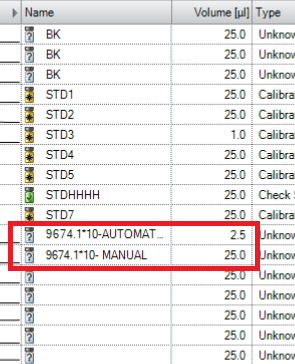 Name Volume [µl] Type
BK 25.0 Unknow
BK 25.0 Unknow
BK 25.0 Unknow
STD1 25.0 Calibra
STD2 25.0 Calibra
STD3 1.0 Calibra
STD4 25.0 Calibra
STD5 25.0 Calibra
STDHHHH 25.0 Check S
STD7 25.0 Calibra
9674.1*10-AUTOMAT... 2.5 Unknow
9674.1*10- MANUAL 25.0 Unknow
25.0 Unknow
25.0 Unknow
25.0 Unknow
25.0 Unknow
25.0 Unknow